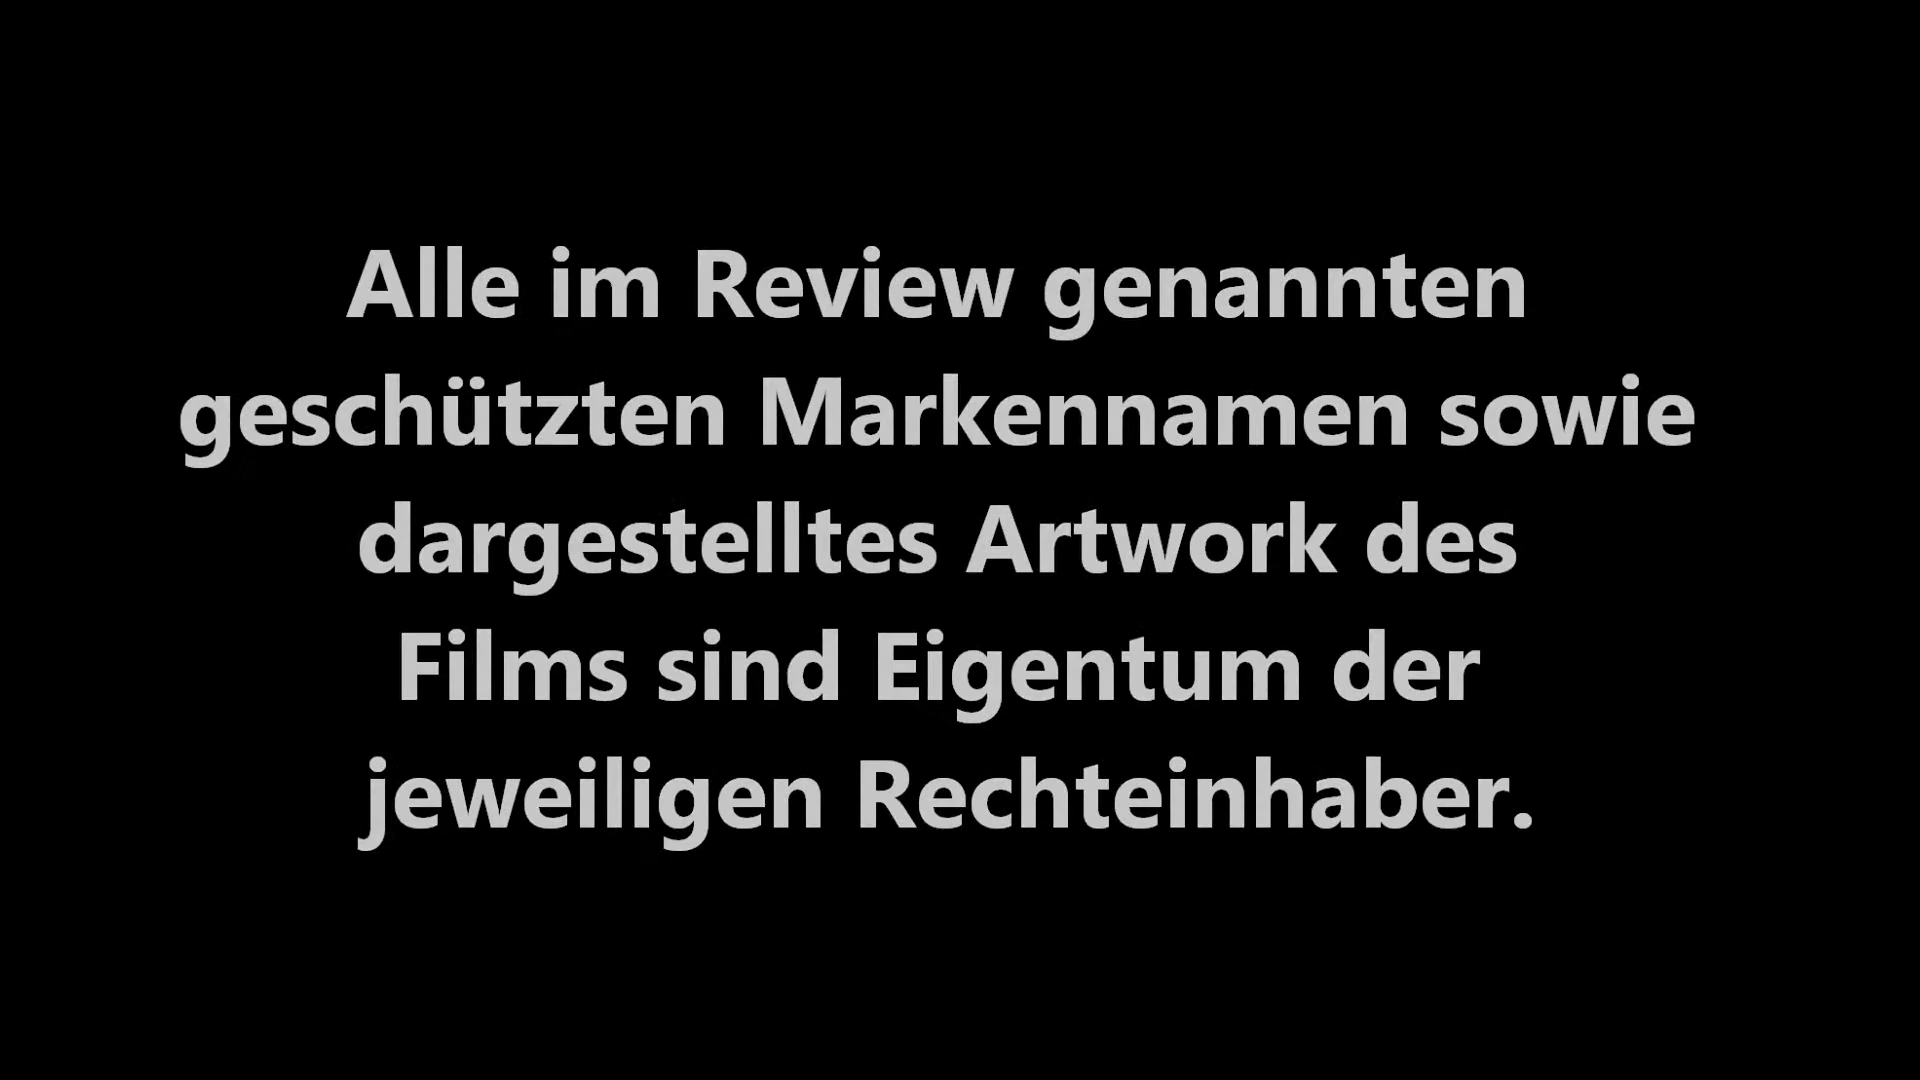 Alle im Review genannten
geschützten Markennamen sowie
dargestelltes Artwork des
Films sind Eigentum der
jeweiligen Rechteinhaber.